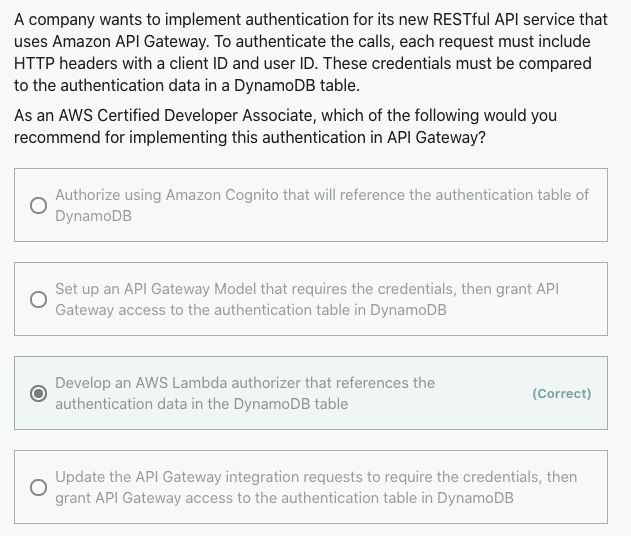 A company wants to implement authentication for its new RESTful API service that
uses Amazon API Gateway. To authenticate the calls, each request must include
HTTP headers with a client ID and user ID. These credentials must be compared
to the authentication data in a DynamoDB table.
As an AWS Certified Developer Associate, which of the following would you
recommend for implementing this authentication in API Gateway?
Authorize using Amazon Cognito that will reference the authentication table of
DynamoDB
Set up an API Gateway Model that requires the credentials, then grant API
Gateway access to the authentication table in DynamoDB
Develop an AWS Lambda authorizer that references the
authentication data in the DynamoDB table
(Correct)
Update the API Gateway integration requests to require the credentials, then
grant API Gateway access to the authentication table in DynamoDB